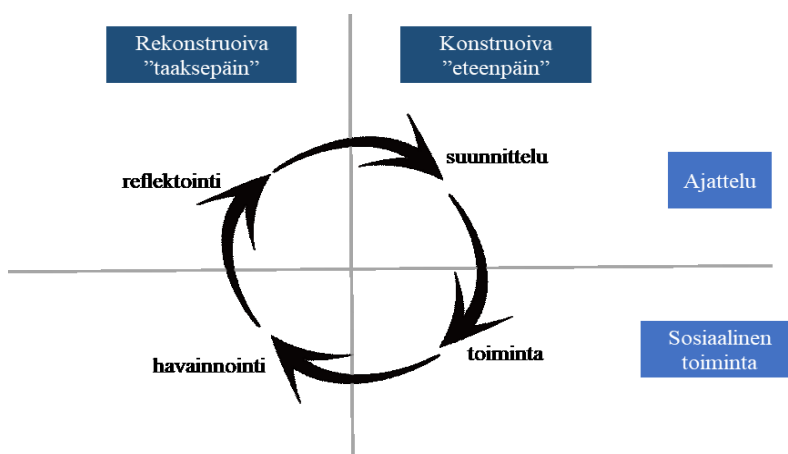 Rekonstruoiva
”taaksepäin”
Konstruoiva
”eteenpäin”
suunnittelu
reflektointi
Ajattelu
havainnointi
toiminta
Sosiaalinen
toiminta